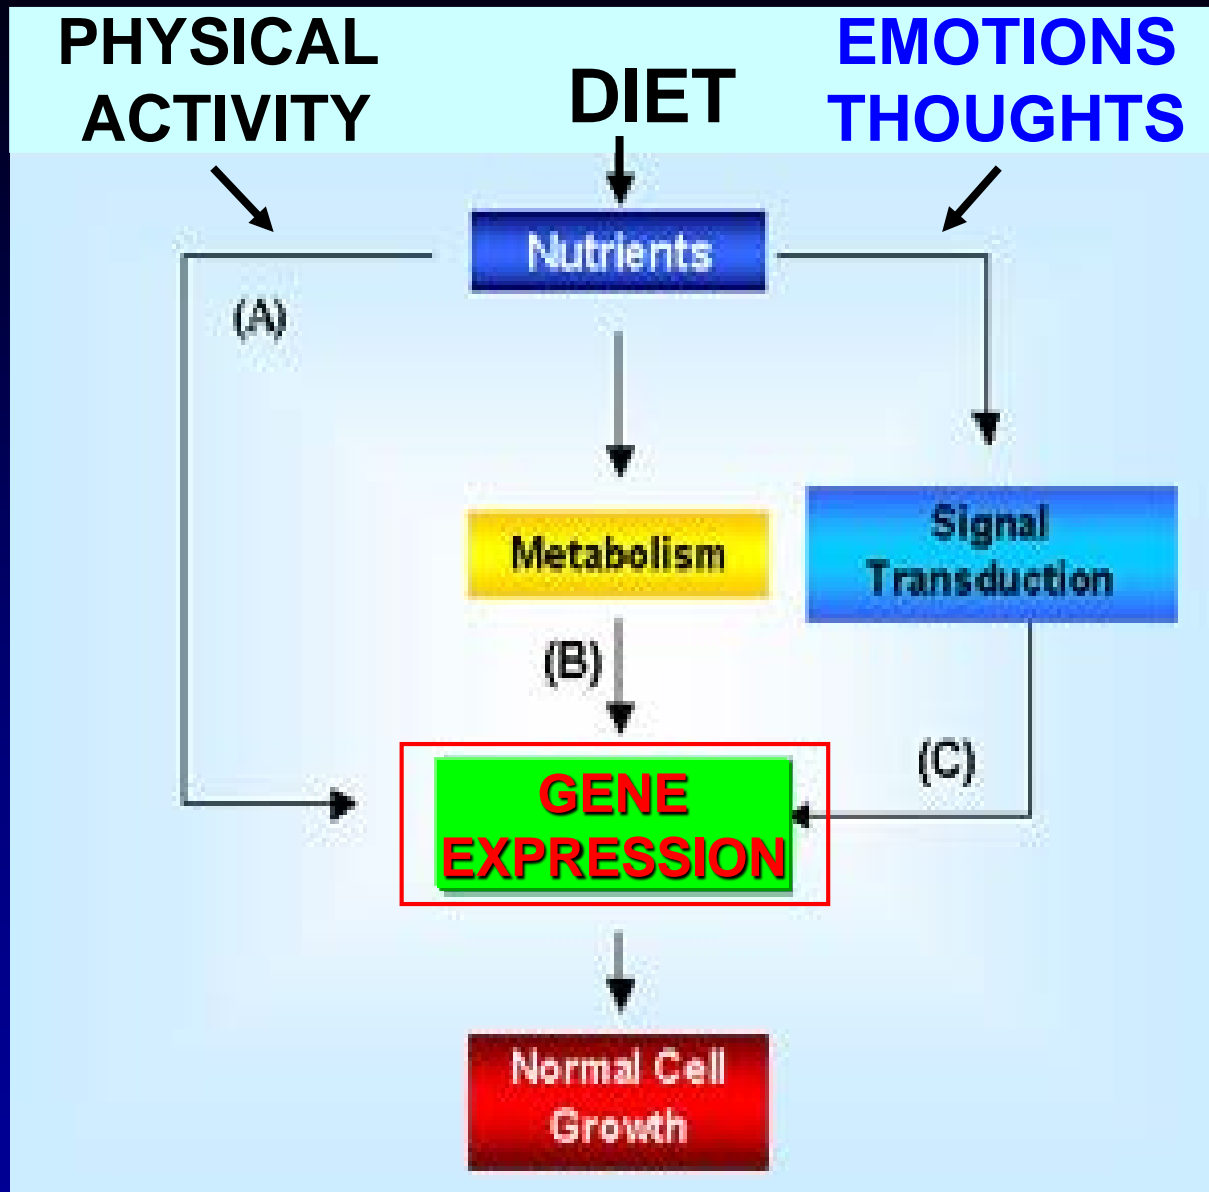 PHYSICAL
ACTIVITY
DIET
EMOTIONS
THOUGHTS
Nutrients
(A)
Metabolism
Signal
Transduction
(B)
(C)
GENE
EXPRESSION
Normal Cell
Growth